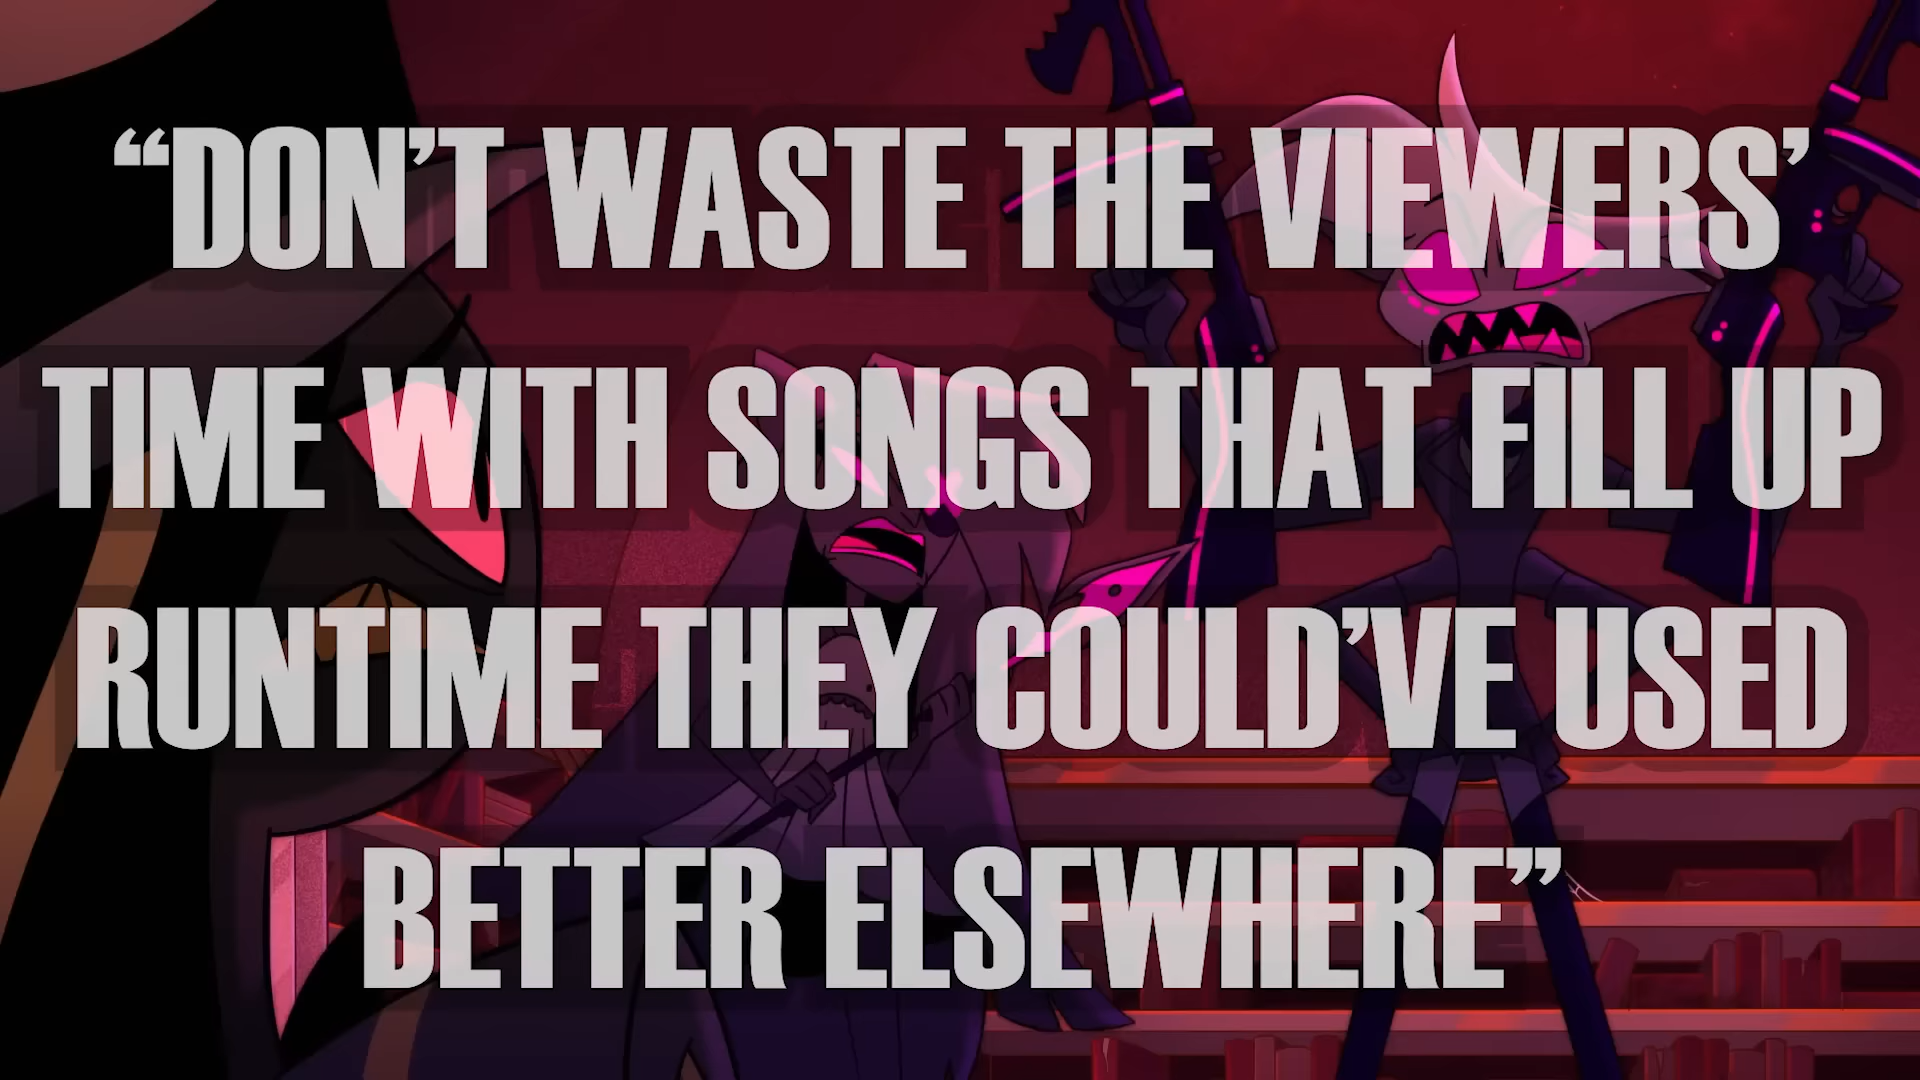 “DON’T WASTE THE VIEWERS’
TIME WITH SONGS THAT FILL UP
RUNTIME THEY COULD’VE USED
BETTER ELSEWHERE”